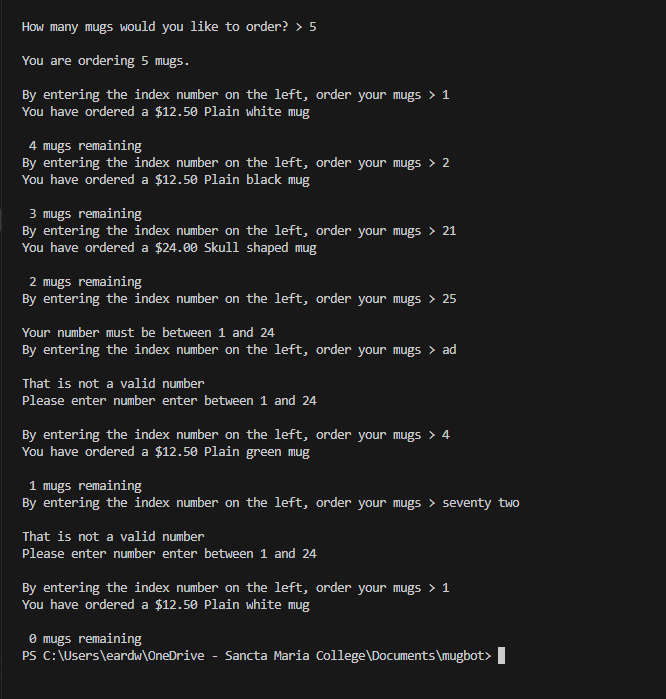 How many mugs would you like to order? > 5
You are ordering 5 mugs.
By entering the index number on the left, order your mugs > 1
You have ordered a $12.50 Plain white mug
4 mugs remaining
By entering the index number on the left, order your mugs > 2
You have ordered a $12.50 Plain black mug
3 mugs remaining
By entering the index number on the left, order your mugs > 21
You have ordered a $24.00 Skull shaped mug
2 mugs remaining
By entering the index number on the left, order your mugs > 25
Your number must be between 1 and 24
By entering the index number on the left, order your mugs > ad
That is not a valid number
Please enter number enter between 1 and 24
By entering the index number on the left, order your mugs > 4
You have ordered a $12.50 Plain green mug
1 mugs remaining
By entering the index number on the left, order your mugs > seventy two
That is not a valid number
Please enter number enter between 1 and 24
By entering the index number on the left, order your mugs > 1
You have ordered a $12.50 Plain white mug
0 mugs remaining
PS C:\Users\eardw\OneDrive - Sancta Maria College\Documents\mugbot>